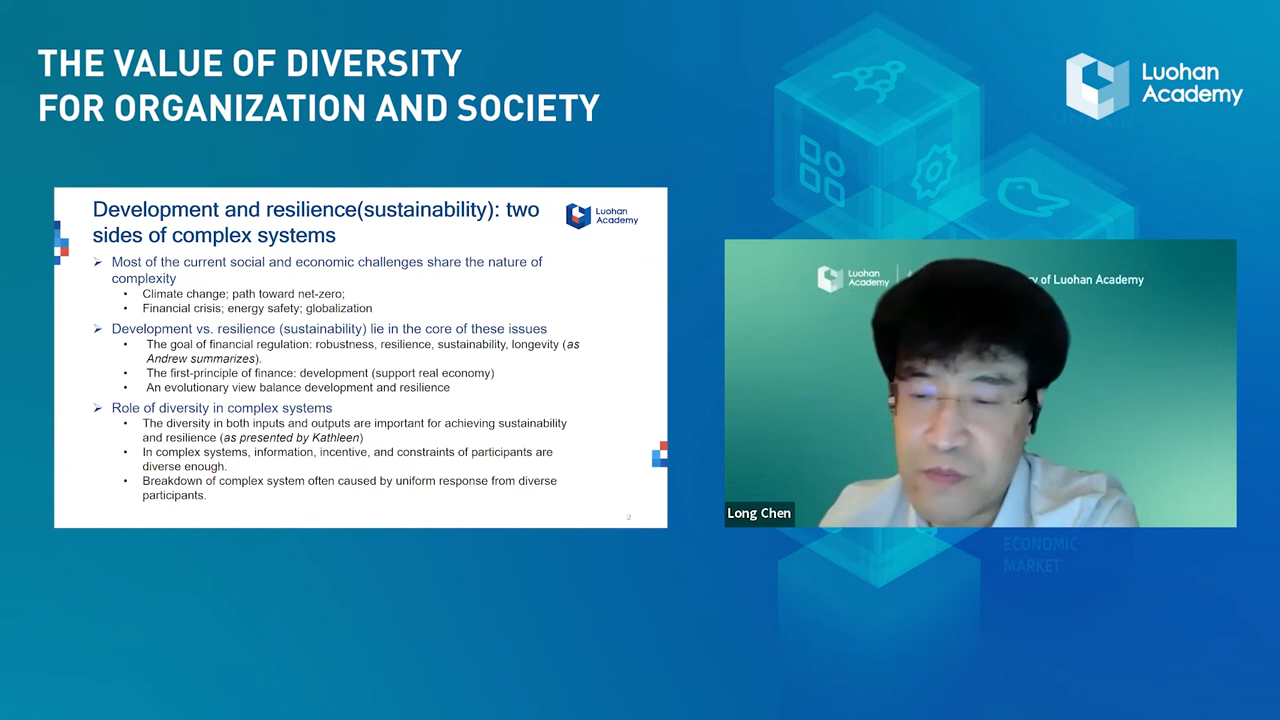 THE VALUE OF DIVERSITY
FOR ORGANIZATION AND SOCIETY
Luohan
Academy
Development and resilience(sustainability): two
sides of complex systems
Luohan
Academy
➢ Most of the current social and economic challenges share the nature of
complexity
• Climate change; path toward net-zero;
• Financial crisis; energy safety; globalization
➢ Development vs. resilience (sustainability) lie in the core of these issues
• The goal of financial regulation: robustness, resilience, sustainability, longevity (as
Andrew summarizes).
• The first-principle of finance: development (support real economy)
• An evolutionary view balance development and resilience
➢ Role of diversity in complex systems
• The diversity in both inputs and outputs are important for achieving sustainability
and resilience (as presented by Kathleen)
• In complex systems, information, incentive, and constraints of participants are
diverse enough.
• Breakdown of complex system often caused by uniform response from diverse
participants.
2
Luohan
Academy
of Luohan Academy
Long Chen
ECONOMIC
MARKET